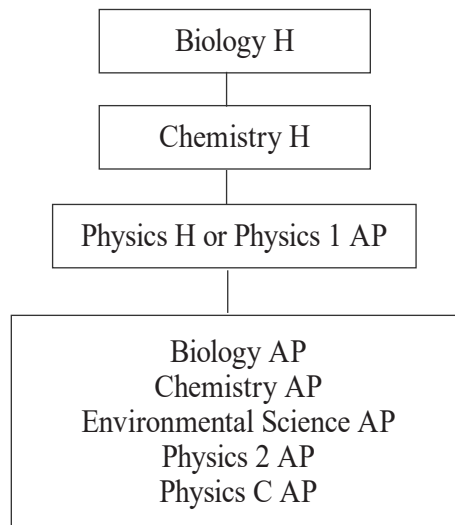 Biology H
Chemistry H
Physics H or Physics 1 AP
Biology AP
Chemistry AP
Environmental Science AP
Physics 2 AP
Physics C AP